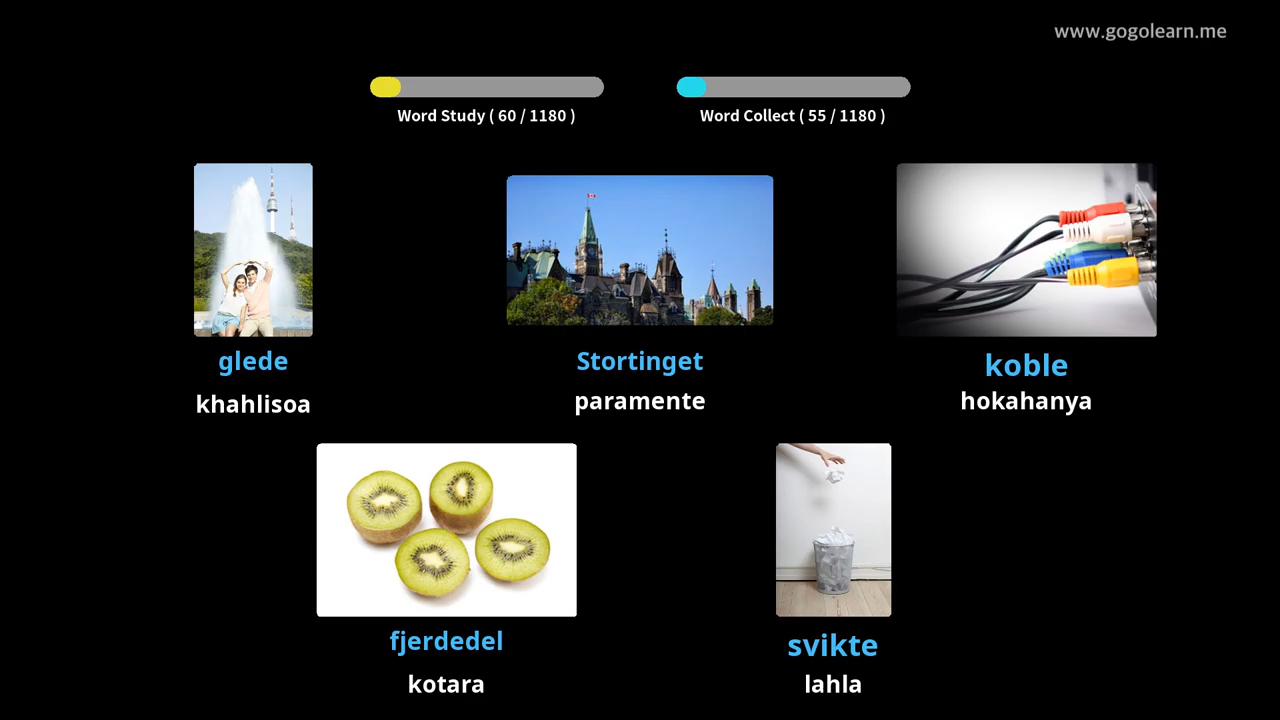 www.gogolearn.me
Word Study ( 60 / 1180 )
Word Collect ( 55 / 1180 )
glede
khahlisoa
Stortinget
paramente
koble
hokahanya
fjerdedel
kotara
svikte
lahla